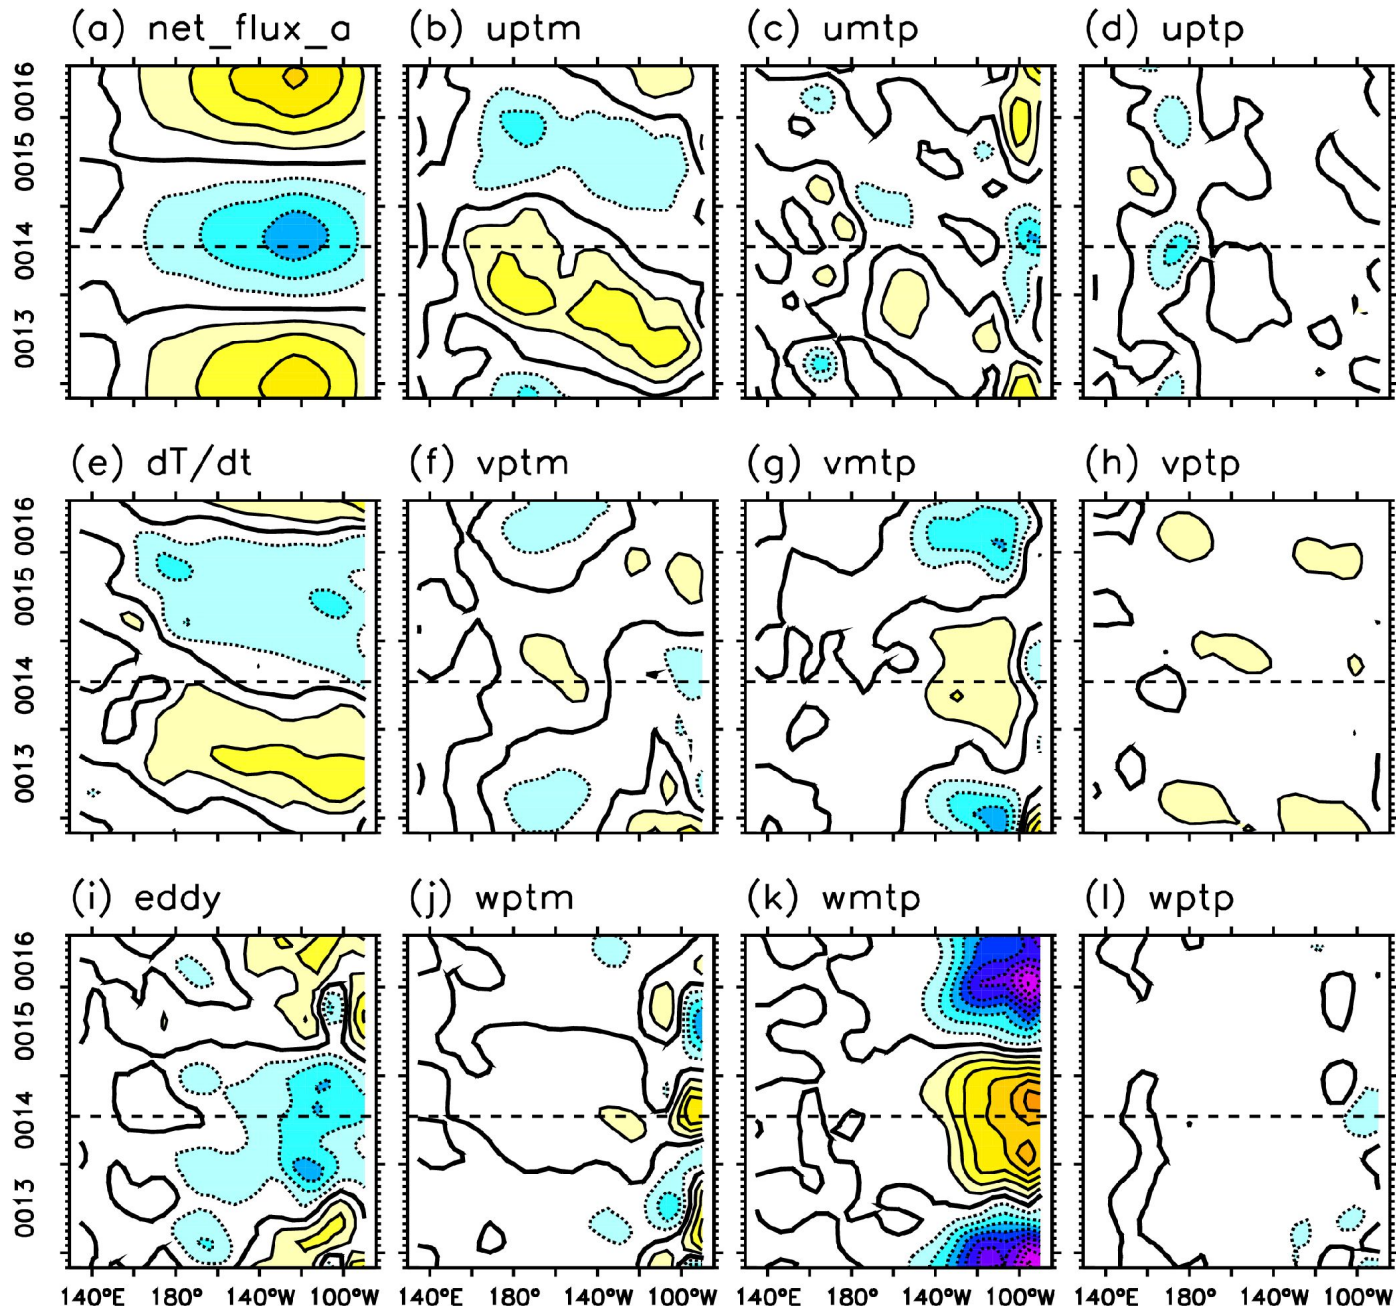 (a) net_flux_a
(b) uptm
(c) umtp
(d) uptp
0016
0015
0014
0013
(e) dT/dt
(f) vptm
(g) vmtp
(h) vptp
0016
0015
0014
0013
(i) eddy
(j) wptm
(k) wmtp
(l) wptp
0016
0015
0014
0013
140°E 180° 140°W 100°W
140°E 180° 140°W 100°W
140°E 180° 140°W 100°W
140°E 180° 140°W 100°W